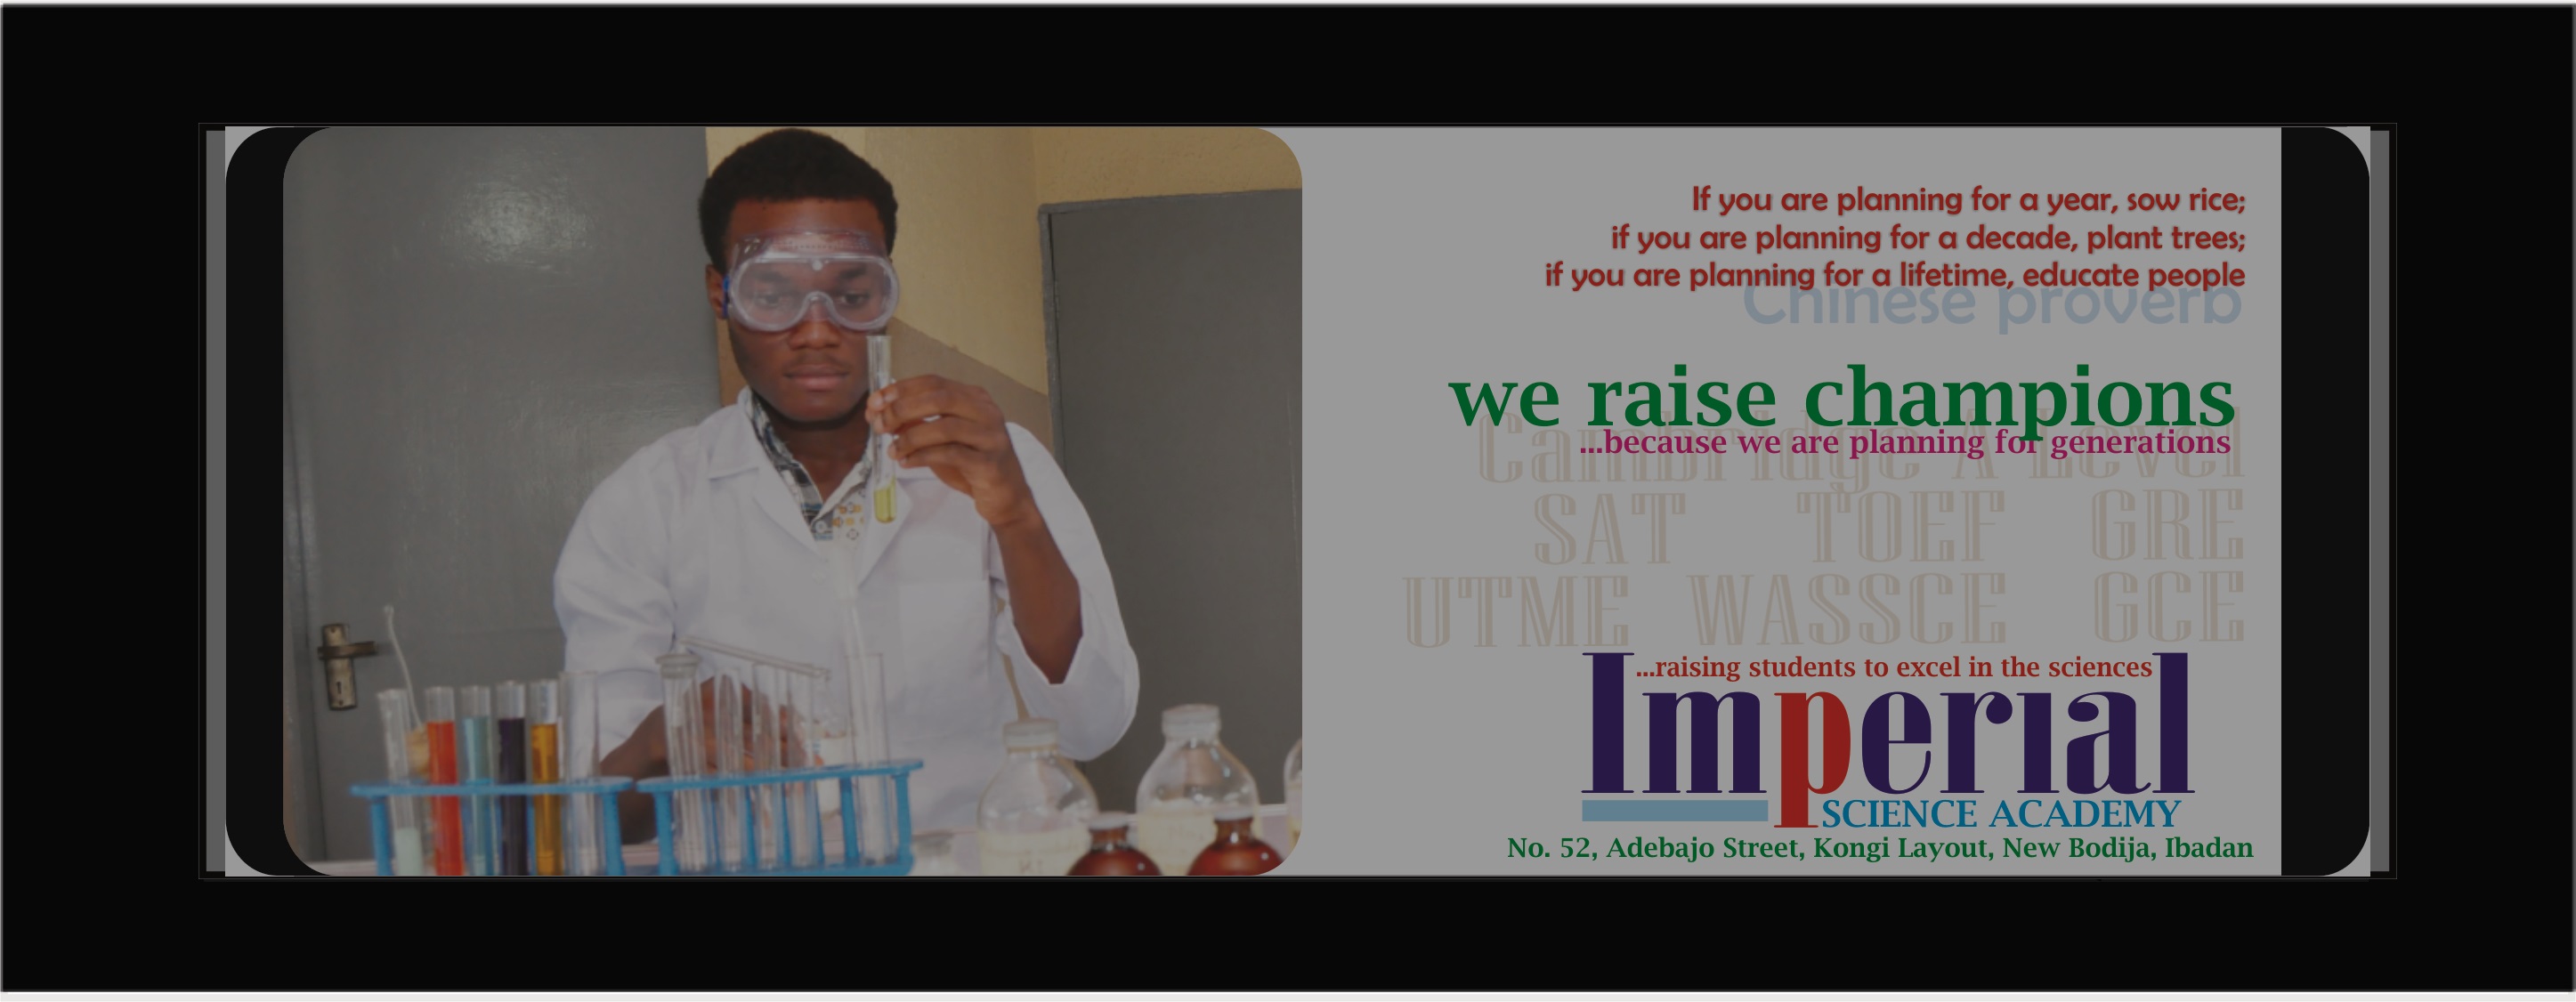 If you are planning for a year, sow rice;
if you are planning for a decade, plant trees;
if you are planning for a lifetime, educate people
Chinese proverb
we raise champions
...because we are planning for generations
Cambridge A Level
SAT TOEF GRE
UTME WASSCE GCE
...raising students to excel in the sciences
Imperial
SCIENCE ACADEMY
No. 52, Adebajo Street, Kongi Layout, New Bodija, Ibadan